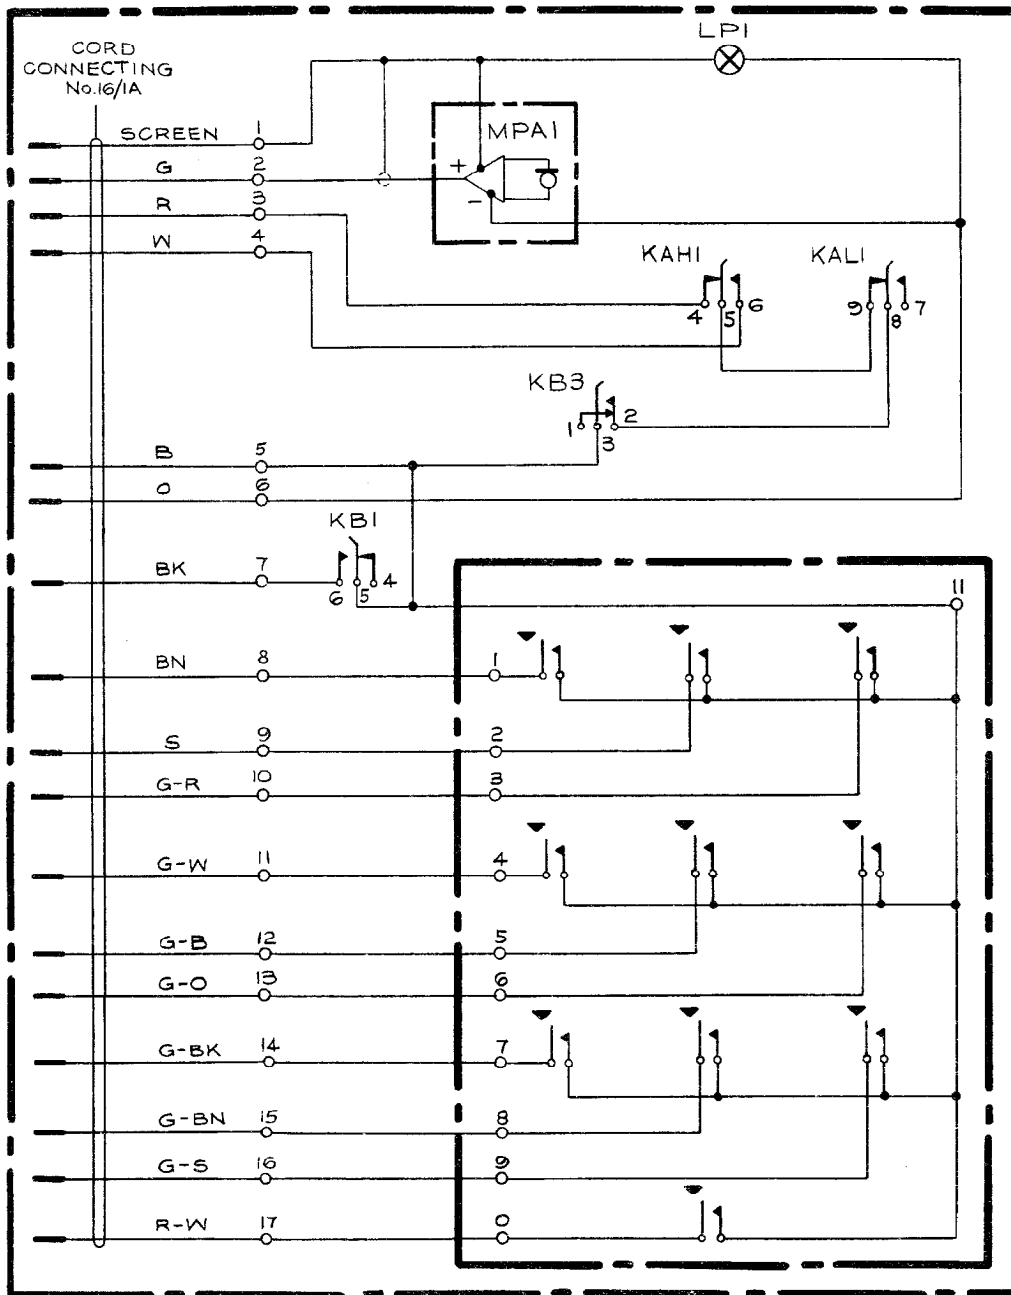 LP1
CORD
CONNECTING
No.16/1A
SCREEN 1
MPA1
+
-
G 2
R 3
W 4
KAH1
4 5 6
KAL1
9 8 7
KB3
1 3 2
B 5
O 6
KB1
6 5 4
BK 7
11
BN 8 1
S 9 2
G-R 10 3
G-W 11 4
G-B 12 5
G-O 13 6
G-BK 14 7
G-BN 15 8
G-S 16 9
R-W 17 0